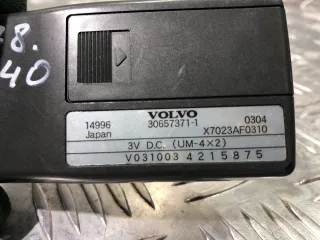 8.
40
VOLVO
14996 30657371-1 0304
Japan X7023AF0310
3V D.C. (UM-4×2)
V031003 4215875